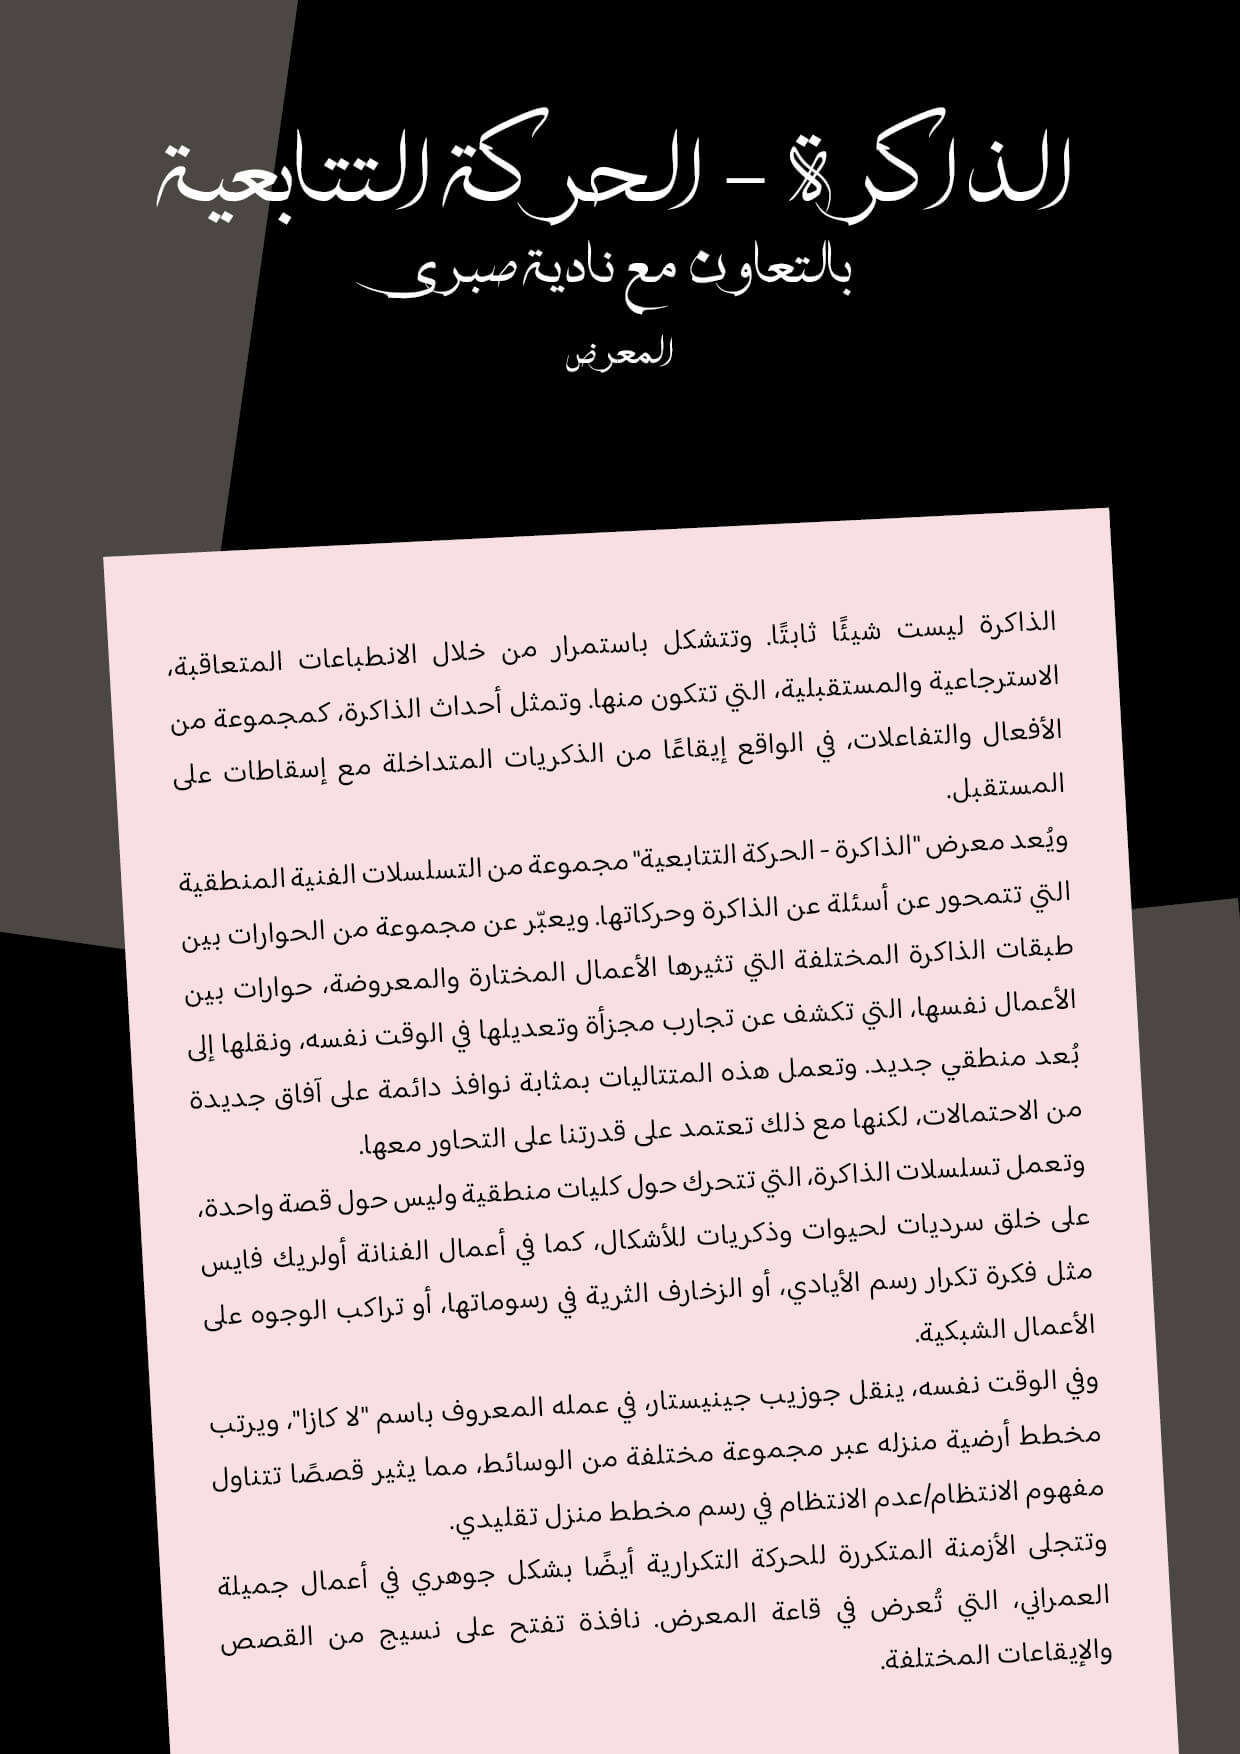 الذاكرة – الحركة التتابعية
بالتعاون مع نادية صبرى
المعرض
الذاكرة ليست شيئًا ثابتًا. وتتشكل باستمرار من خلال الانطباعات المتعاقبة،
الاسترجاعية والمستقبلية، التي تتكون منها. وتمثل أحداث الذاكرة، كمجموعة من
الأفعال والتفاعلات، في الواقع إيقاعًا من الذكريات المتداخلة مع إسقاطات على
المستقبل.
ويُعد معرض "الذاكرة - الحركة التتابعية" مجموعة من التسلسلات الفنية المنطقية
التي تتمحور عن أسئلة عن الذاكرة وحركاتها. ويعبّر عن مجموعة من الحوارات بين
طبقات الذاكرة المختلفة التي تثيرها الأعمال المختارة والمعروضة، حوارات بين
الأعمال نفسها، التي تكشف عن تجارب مجزأة وتعديلها في الوقت نفسه، ونقلها إلى
بُعد منطقي جديد. وتعمل هذه المتتاليات بمثابة نوافذ دائمة على آفاق جديدة
من الاحتمالات، لكنها مع ذلك تعتمد على قدرتنا على التحاور معها.
وتعمل تسلسلات الذاكرة، التي تتحرك حول كليات منطقية وليس حول قصة واحدة،
على خلق سرديات لحيوات وذكريات للأشكال، كما في أعمال الفنانة أولريك فايس
مثل فكرة تكرار رسم الأيادي، أو الزخارف الثرية في رسوماتها، أو تراكب الوجوه على
الأعمال الشبكية.
وفي الوقت نفسه، ينقل جوزيب جينيستار، في عمله المعروف باسم "لا كازا"، ويرتب
مخطط أرضية منزله عبر مجموعة مختلفة من الوسائط، مما يثير قصصًا تتناول
مفهوم الانتظام/عدم الانتظام في رسم مخطط منزل تقليدي.
وتتجلى الأزمنة المتكررة للحركة التكرارية أيضًا بشكل جوهري في أعمال جميلة
العمراني، التي تُعرض في قاعة المعرض. نافذة تفتح على نسيج من القصص
والإيقاعات المختلفة.